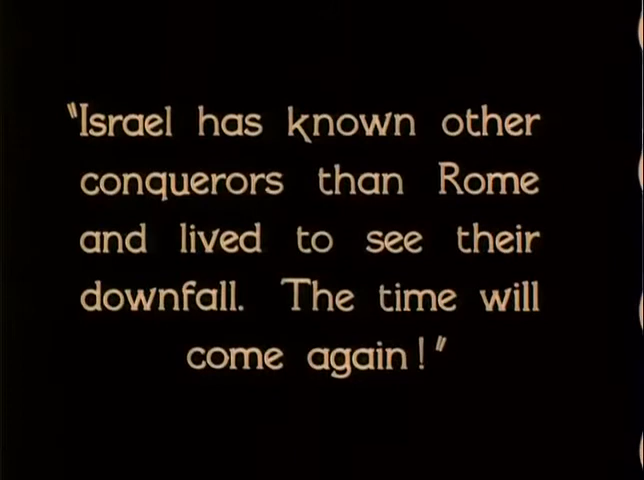 "Israel has known other
conquerors than Rome
and lived to see their
downfall. The time will
come again!"